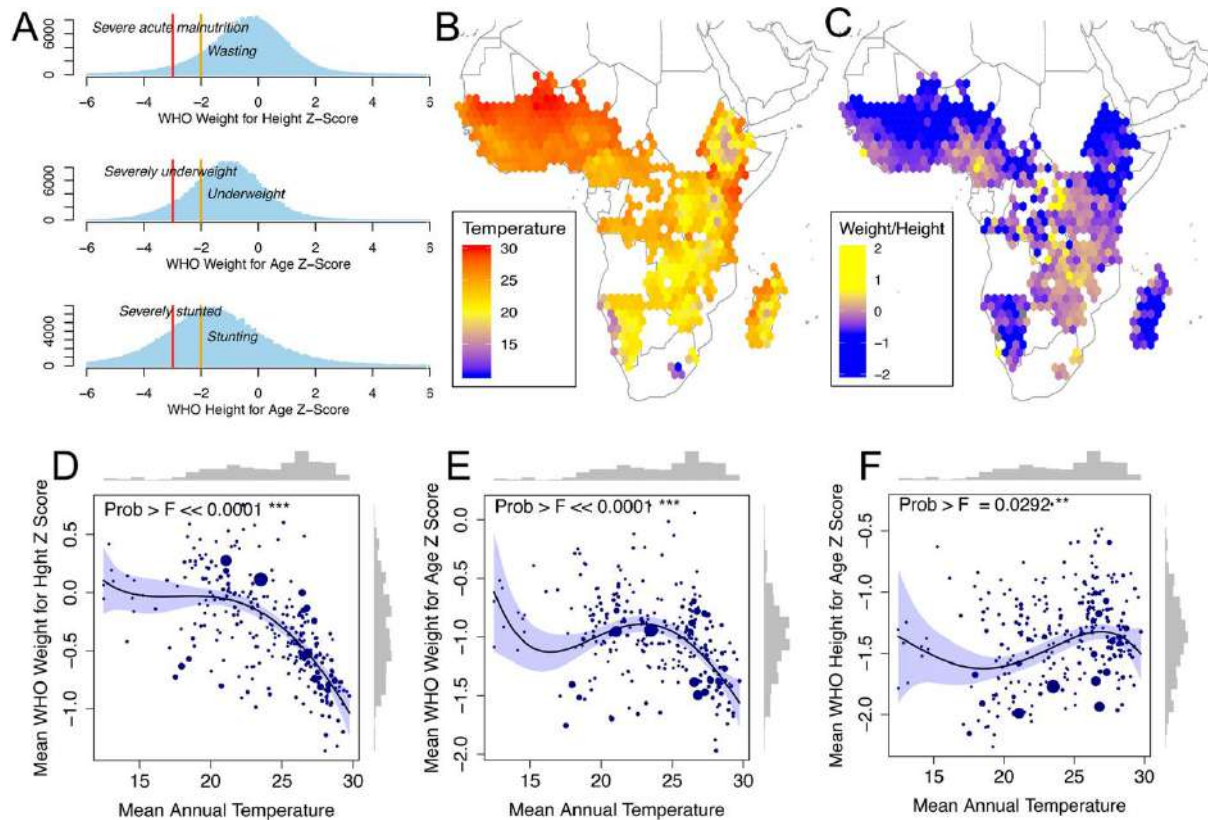 A
6000
0
Severe acute malnutrition
Wasting
−6 −4 −2 0 2 4 6
WHO Weight for Height Z−Score
6000
0
Severely underweight
Underweight
−6 −4 −2 0 2 4 6
WHO Weight for Age Z−Score
4000
0
Severely stunted
Stunting
−6 −4 −2 0 2 4 6
WHO Height for Age Z−Score
B
Temperature
30
25
20
15
C
Weight/Height
2
1
0
−1
−2
D
Prob > F << 0.0001 ***
Mean WHO Weight for Hght Z Score
0.5
0.0
−0.5
−1.0
15 20 25 30
Mean Annual Temperature
E
Prob > F << 0.0001 ***
Mean WHO Weight for Age Z Score
0.0
−0.5
−1.0
−1.5
−2.0
15 20 25 30
Mean Annual Temperature
F
Prob > F = 0.0292 **
Mean WHO Height for Age Z Score
−0.5
−1.0
−1.5
−2.0
15 20 25 30
Mean Annual Temperature